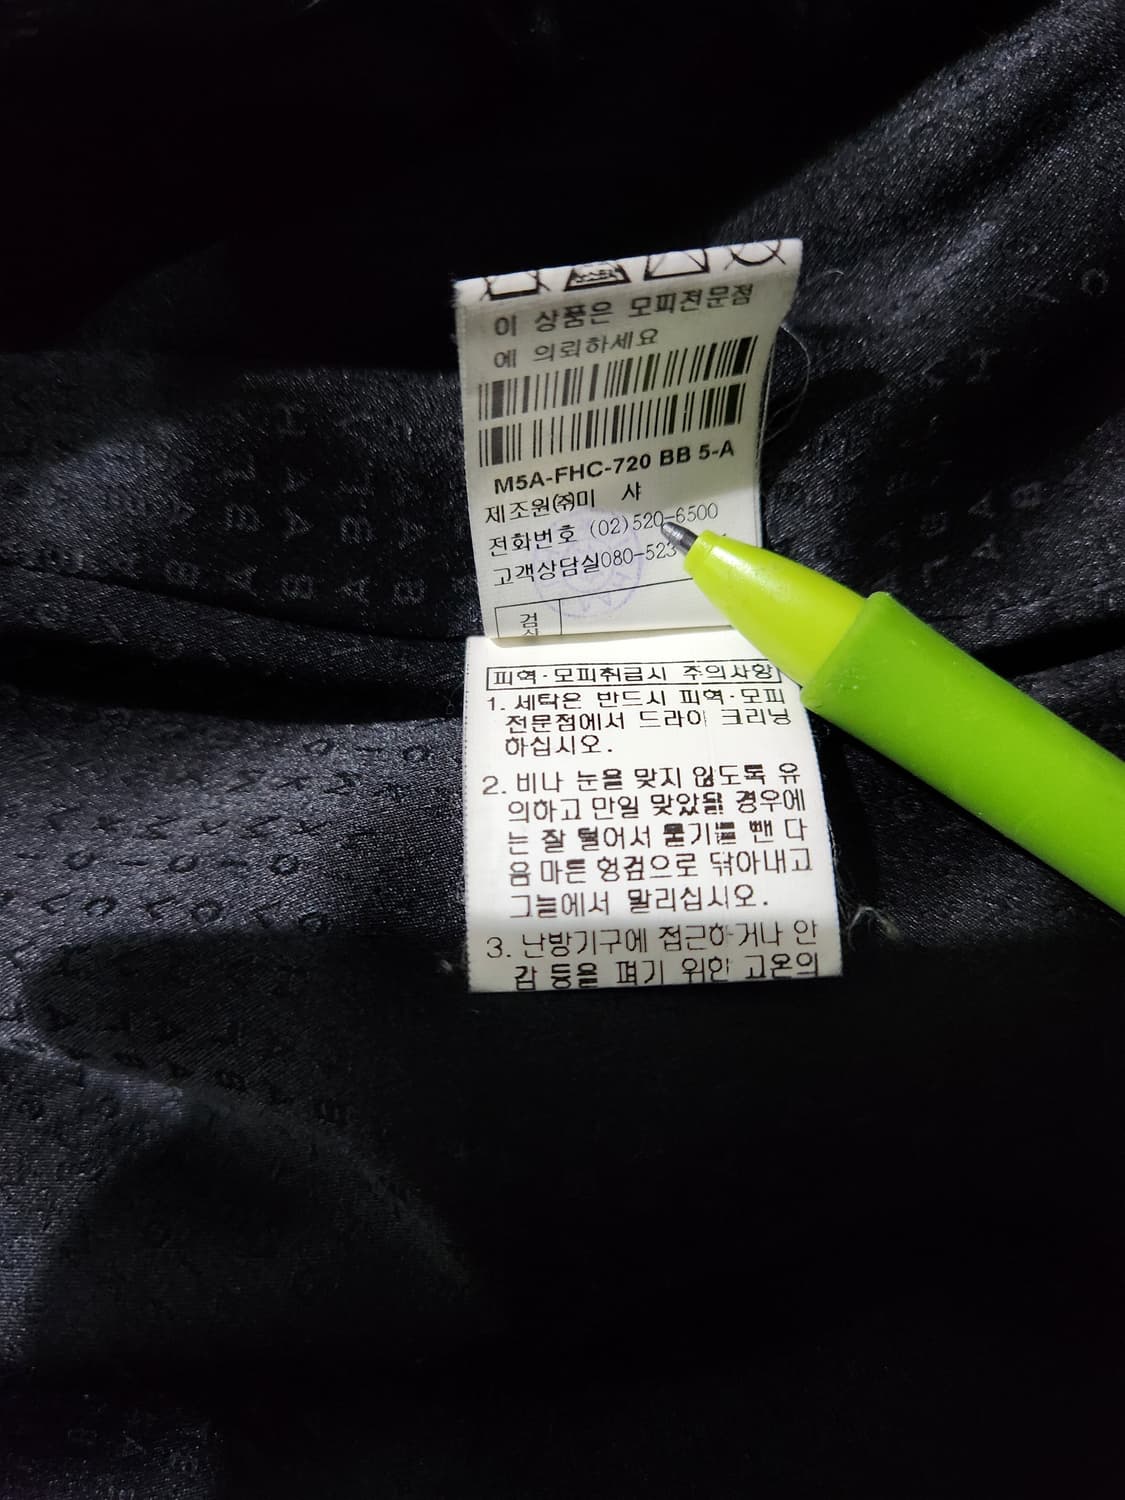 이 상품은 모피전문점
에 의뢰하세요
M5A-FHC-720 BB 5-A
제조원㈜미 샤
전화번호 (02)520-6500
고객상담실080-523
검
피혁·모피취급시 주의사항
1. 세탁은 반드시 피혁·모피
전문점에서 드라이 크리닝
하십시오.
2. 비나 눈을 맞지 않도록 유
의하고 만일 맞았을 경우에
는 잘 털어서 물기를 뺀 다
음 마른 헝겊으로 닦아내고
그늘에서 말리십시오.
3. 난방기구에 접근하거나 안
감 등을 펴기 위한 고온의